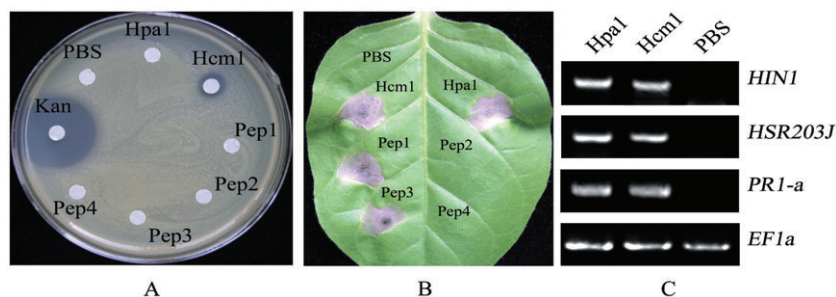 Hpa1
PBS
Hcm1
Kan
Pep1
Pep2
Pep4
Pep3
A
PBS
Hcm1 Hpa1
Pep1 Pep2
Pep3
Pep4
B
Hpa1 Hcm1 PBS
HIN1
HSR203J
PR1-a
EF1a
C